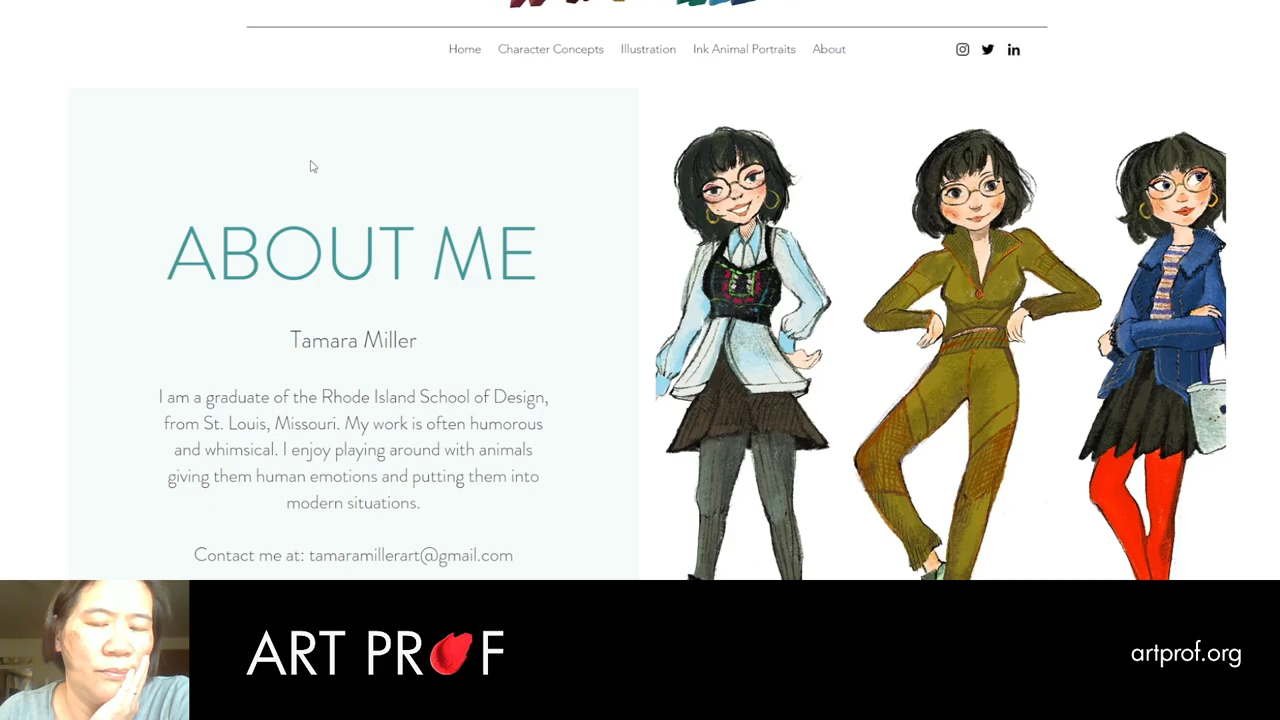 Home Character Concepts Illustration Ink Animal Portraits About
in
ABOUT ME
Tamara Miller
I am a graduate of the Rhode Island School of Design,
from St. Louis, Missouri. My work is often humorous
and whimsical. I enjoy playing around with animals
giving them human emotions and putting them into
modern situations.
Contact me at: tamaramillerart@gmail.com
ART PROF
artprof.org